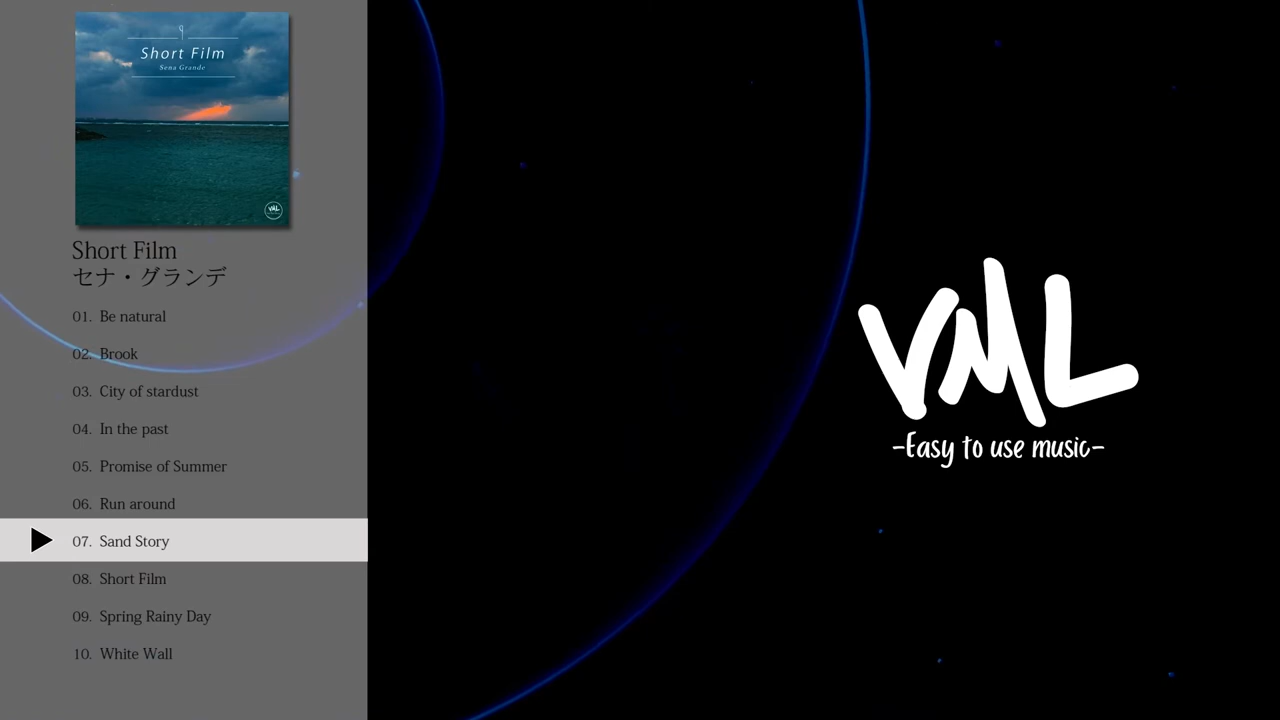 Short Film
Sena Grande
VML
Short Film
セナ・グランデ
01. Be natural
02. Brook
03. City of stardust
04. In the past
05. Promise of Summer
06. Run around
07. Sand Story
08. Short Film
09. Spring Rainy Day
10. White Wall
VML
-Easy to use music-